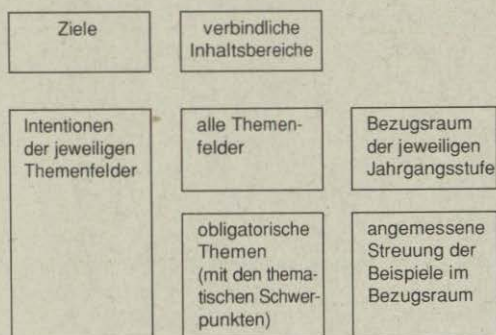 Ziele
verbindliche
Inhaltsbereiche
Intentionen
der jeweiligen
Themenfelder
alle Themen-
felder
Bezugsraum
der jeweiligen
Jahrgangsstufe
obligatorische
Themen
(mit den thema-
tischen Schwer-
punkten)
angemessene
Streuung der
Beispiele im
Bezugsraum